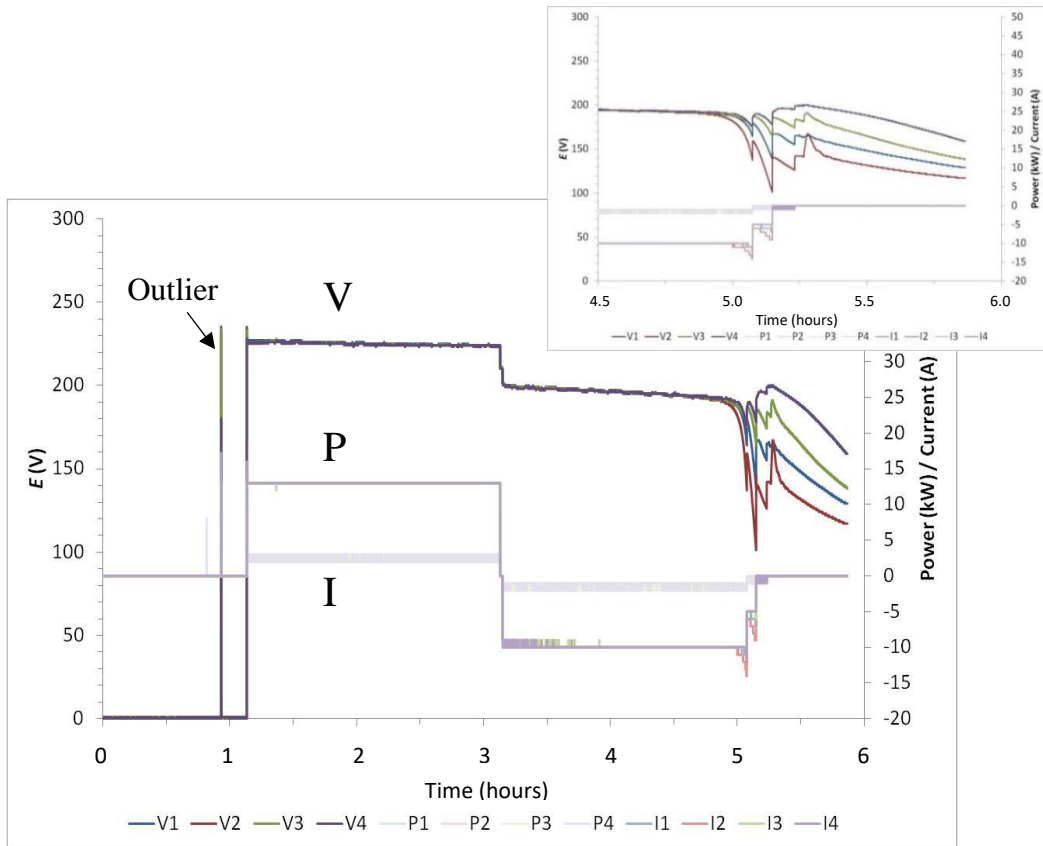 300
250
200
150
100
50
0
E (V)
50
45
40
35
30
25
20
15
10
5
0
-5
-10
-15
-20
Power (kW) / Current (A)
4.5 5.0 5.5 6.0
Time (hours)
V1 V2 V3 V4 P1 P2 P3 P4 I1 I2 I3 I4
300
250
200
150
100
50
0
E (V)
Outlier
V
P
I
30
25
20
15
10
5
0
-5
-10
-15
-20
Power (kW) / Current (A)
0 1 2 3 4 5 6
Time (hours)
V1 V2 V3 V4 P1 P2 P3 P4 I1 I2 I3 I4